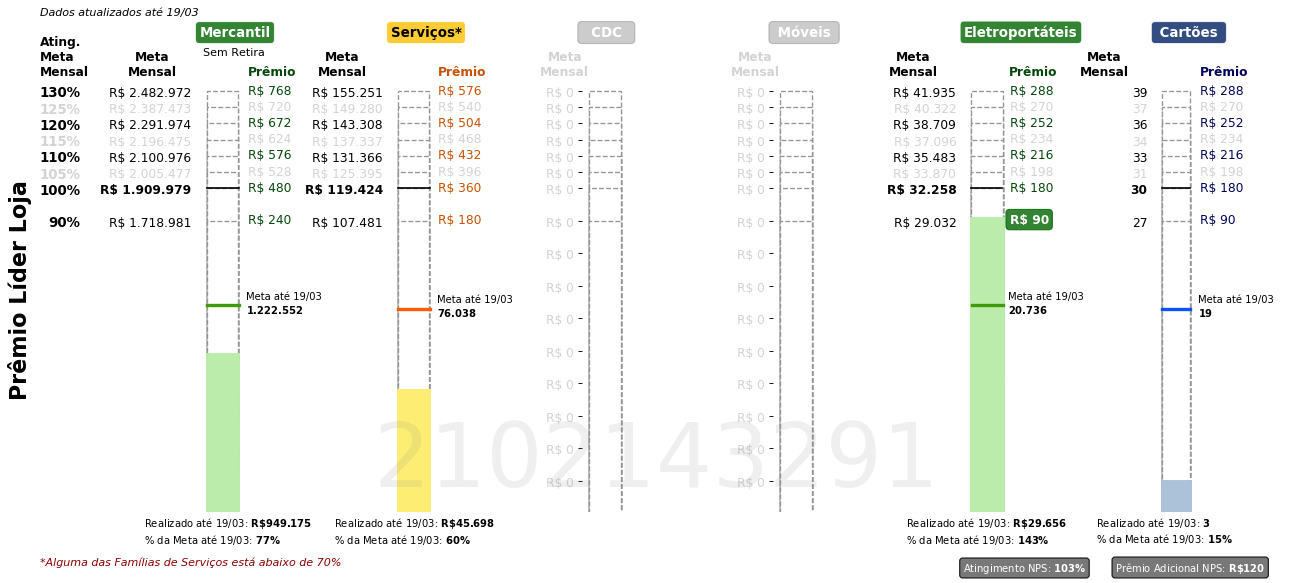 Dados atualizados até 19/03
Mercantil Serviços* CDC Móveis Eletroportáteis Cartões
Sem Retira
Ating. Meta Mensal Meta Mensal Prêmio Meta Mensal Prêmio Meta Mensal Meta Mensal Meta Mensal Prêmio Meta Mensal Prêmio
130% R$ 2.482.972 R$ 768 R$ 155.251 R$ 576 R$ 0 R$ 0 R$ 41.935 R$ 288 39 R$ 288
125% R$ 2.387.473 R$ 720 R$ 149.280 R$ 540 R$ 0 R$ 0 R$ 40.322 R$ 270 37 R$ 270
120% R$ 2.291.974 R$ 672 R$ 143.308 R$ 504 R$ 0 R$ 0 R$ 38.709 R$ 252 36 R$ 252
115% R$ 2.196.475 R$ 624 R$ 137.337 R$ 468 R$ 0 R$ 0 R$ 37.096 R$ 234 34 R$ 234
110% R$ 2.100.976 R$ 576 R$ 131.366 R$ 432 R$ 0 R$ 0 R$ 35.483 R$ 216 33 R$ 216
105% R$ 2.005.477 R$ 528 R$ 125.395 R$ 396 R$ 0 R$ 0 R$ 33.870 R$ 198 31 R$ 198
100% R$ 1.909.979 R$ 480 R$ 119.424 R$ 360 R$ 0 R$ 0 R$ 32.258 R$ 180 30 R$ 180
90% R$ 1.718.981 R$ 240 R$ 107.481 R$ 180 R$ 0 R$ 0 R$ 29.032 R$ 90 27 R$ 90
R$ 0 R$ 0
R$ 0 R$ 0
Meta até 19/03 Meta até 19/03 Meta até 19/03 Meta até 19/03
1.222.552 76.038 20.736 19
R$ 0 R$ 0
R$ 0 R$ 0
R$ 0 R$ 0
R$ 0 R$ 0
R$ 0 R$ 0
R$ 0 R$ 0
Prêmio Líder Loja
2102143291
Realizado até 19/03: R$949.175 Realizado até 19/03: R$45.698 Realizado até 19/03: R$29.656 Realizado até 19/03: 3
% da Meta até 19/03: 77% % da Meta até 19/03: 60% % da Meta até 19/03: 143% % da Meta até 19/03: 15%
*Alguma das Famílias de Serviços está abaixo de 70%
Atingimento NPS: 103% Prêmio Adicional NPS: R$120